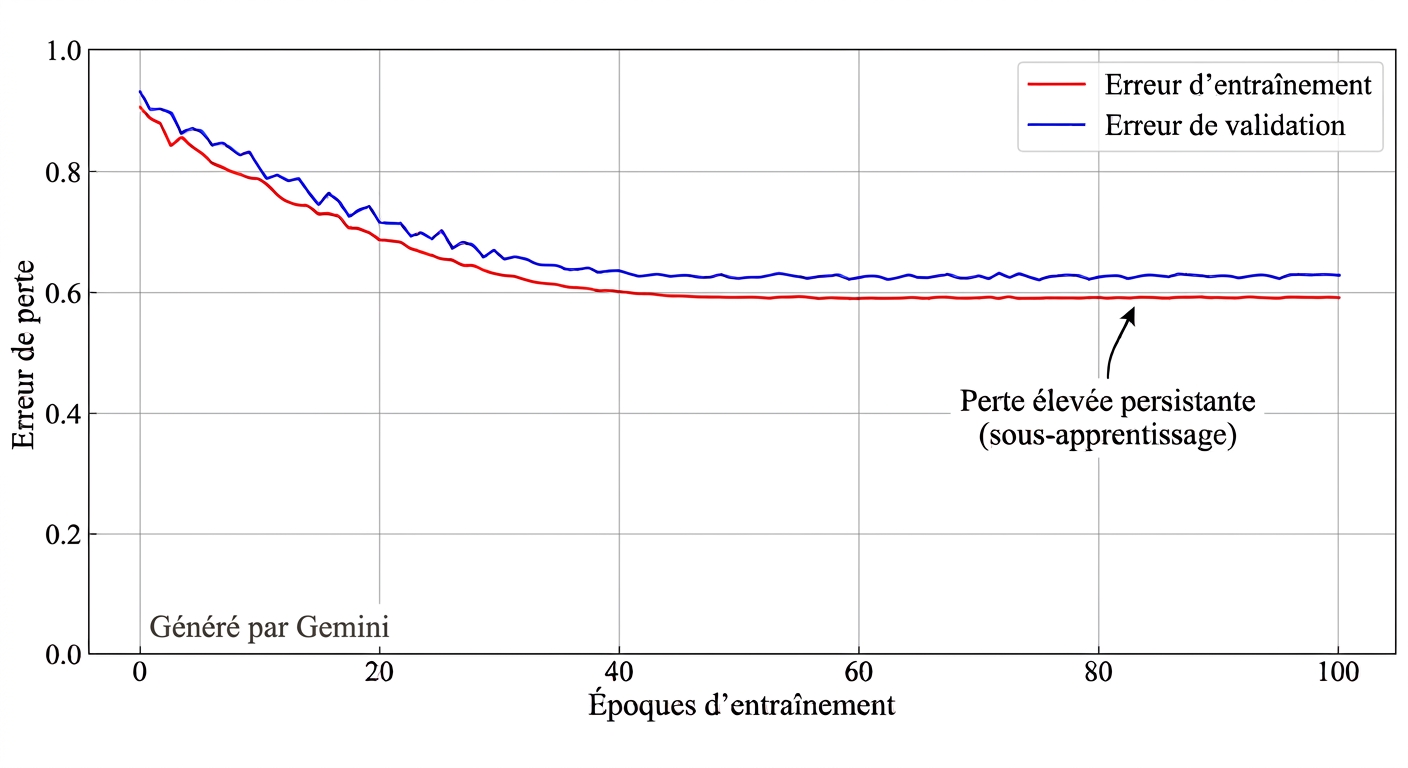 1.0
0.8
0.6
0.4
0.2
0.0
Erreur de perte
Erreur d’entraînement
Erreur de validation
Perte élevée persistante
(sous-apprentissage)
Généré par Gemini
0 20 40 60 80 100
Époques d’entraînement